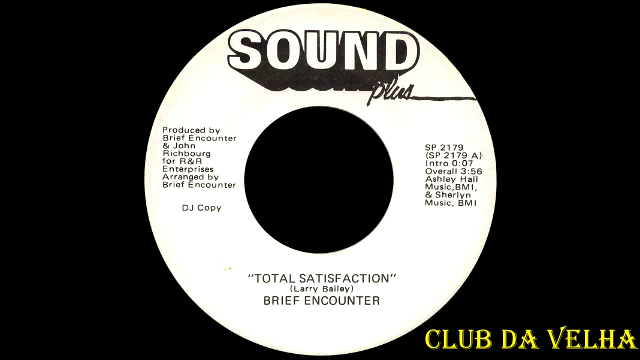 SOUND
plus
Produced by
Brief Encounter
& John
Richbourg
for R&R
Enterprises
Arranged by
Brief Encounter
DJ Copy
SP 2179
(SP 2179 A)
Intro 0:07
Overall 3:56
Ashley Hall
Music,BMI,
& Sherlyn
Music, BMI
"TOTAL SATISFACTION"
(Larry Bailey)
BRIEF ENCOUNTER
CLUB DA VELHA